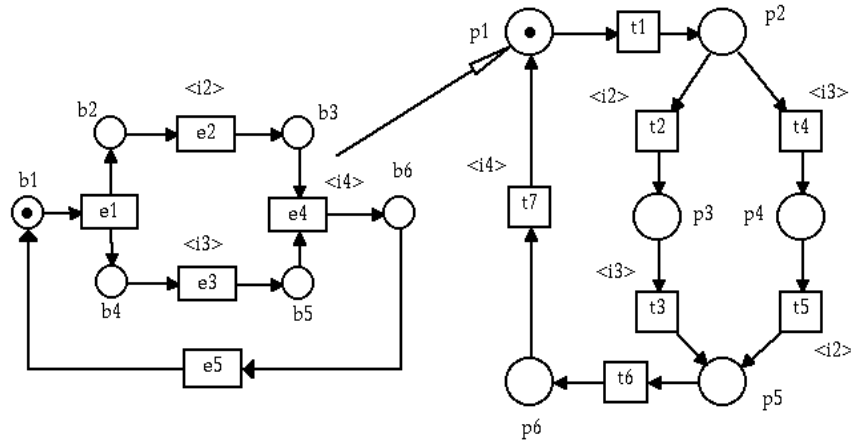 p1
t1
p2
<i2>
b2
e2
b3
<i2>
t2
<i3>
t4
b1
e1
<i4>
e4
b6
<i4>
t7
p3
p4
<i3>
b4
e3
b5
<i3>
t3
t5
<i2>
e5
t6
p5
p6